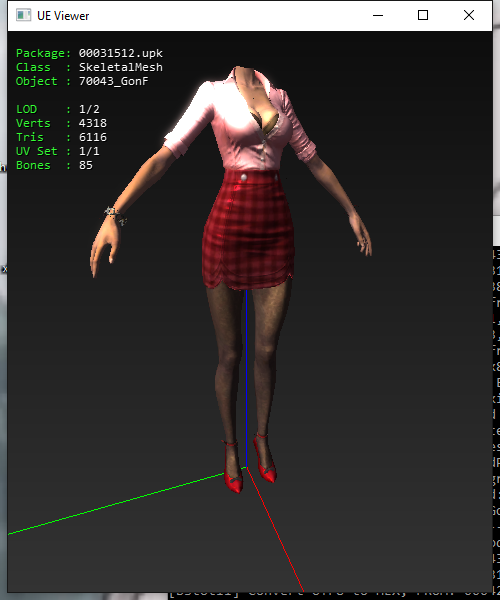 UE Viewer
Package: 00031512.upk
Class : SkeletalMesh
Object : 70043_GonF
LOD : 1/2
Verts : 4318
Tris : 6116
UV Set : 1/1
Bones : 85